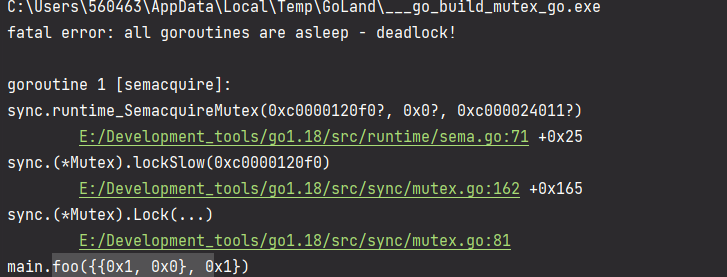 C:\Users\560463\AppData\Local\Temp\GoLand\___go_build_mutex_go.exe
fatal error: all goroutines are asleep - deadlock!
goroutine 1 [semacquire]:
sync.runtime_SemacquireMutex(0xc0000120f0?, 0x0?, 0xc000024011?)
E:/Development_tools/go1.18/src/runtime/sema.go:71 +0x25
sync.(*Mutex).lockSlow(0xc0000120f0)
E:/Development_tools/go1.18/src/sync/mutex.go:162 +0x165
sync.(*Mutex).Lock(...)
E:/Development_tools/go1.18/src/sync/mutex.go:81
main.foo({{0x1, 0x0}, 0x1})